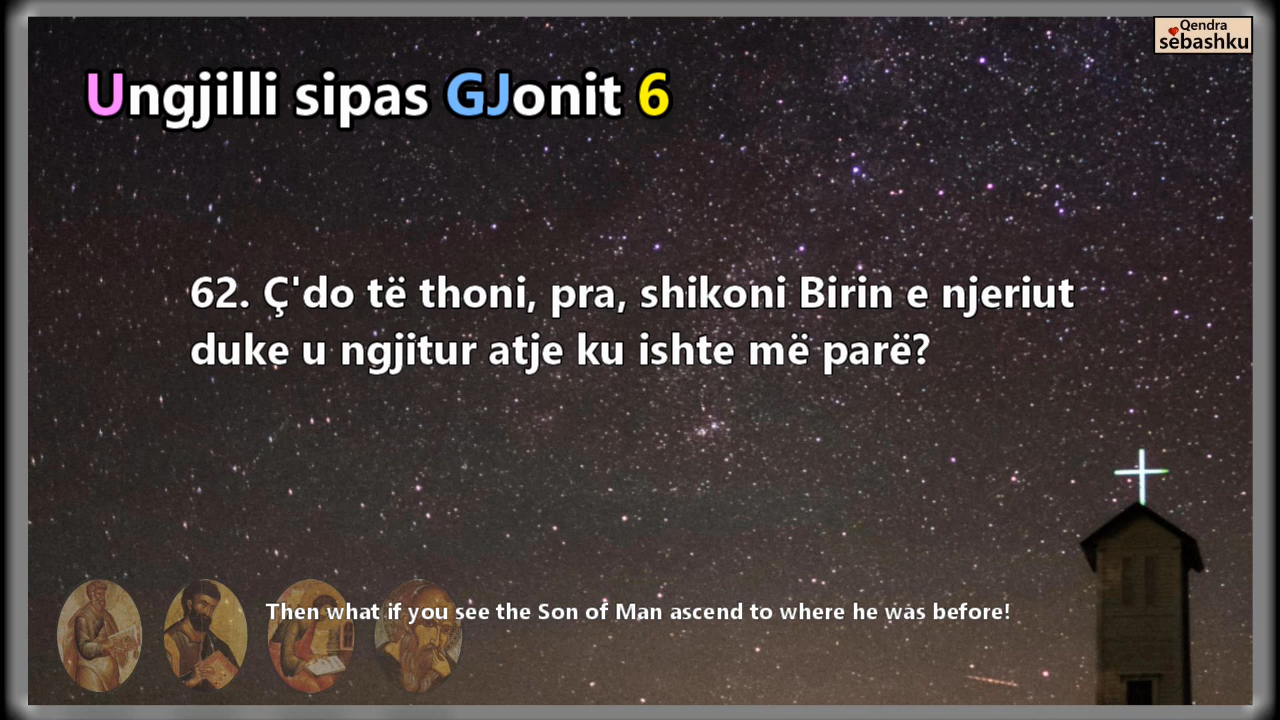 Qendra
sëbashku
Ungjilli sipas GJonit 6
62. Ç'do të thoni, pra, shikoni Birin e njeriut
duke u ngjitur atje ku ishte më parë?
Then what if you see the Son of Man ascend to where he was before!